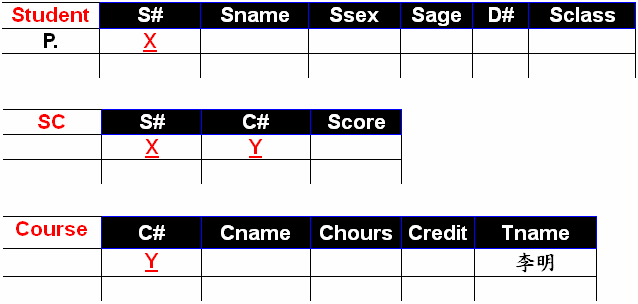 Student S# Sname Ssex Sage D# Sclass
P. X
SC S# C# Score
X Y
Course C# Cname Chours Credit Tname
Y 李明